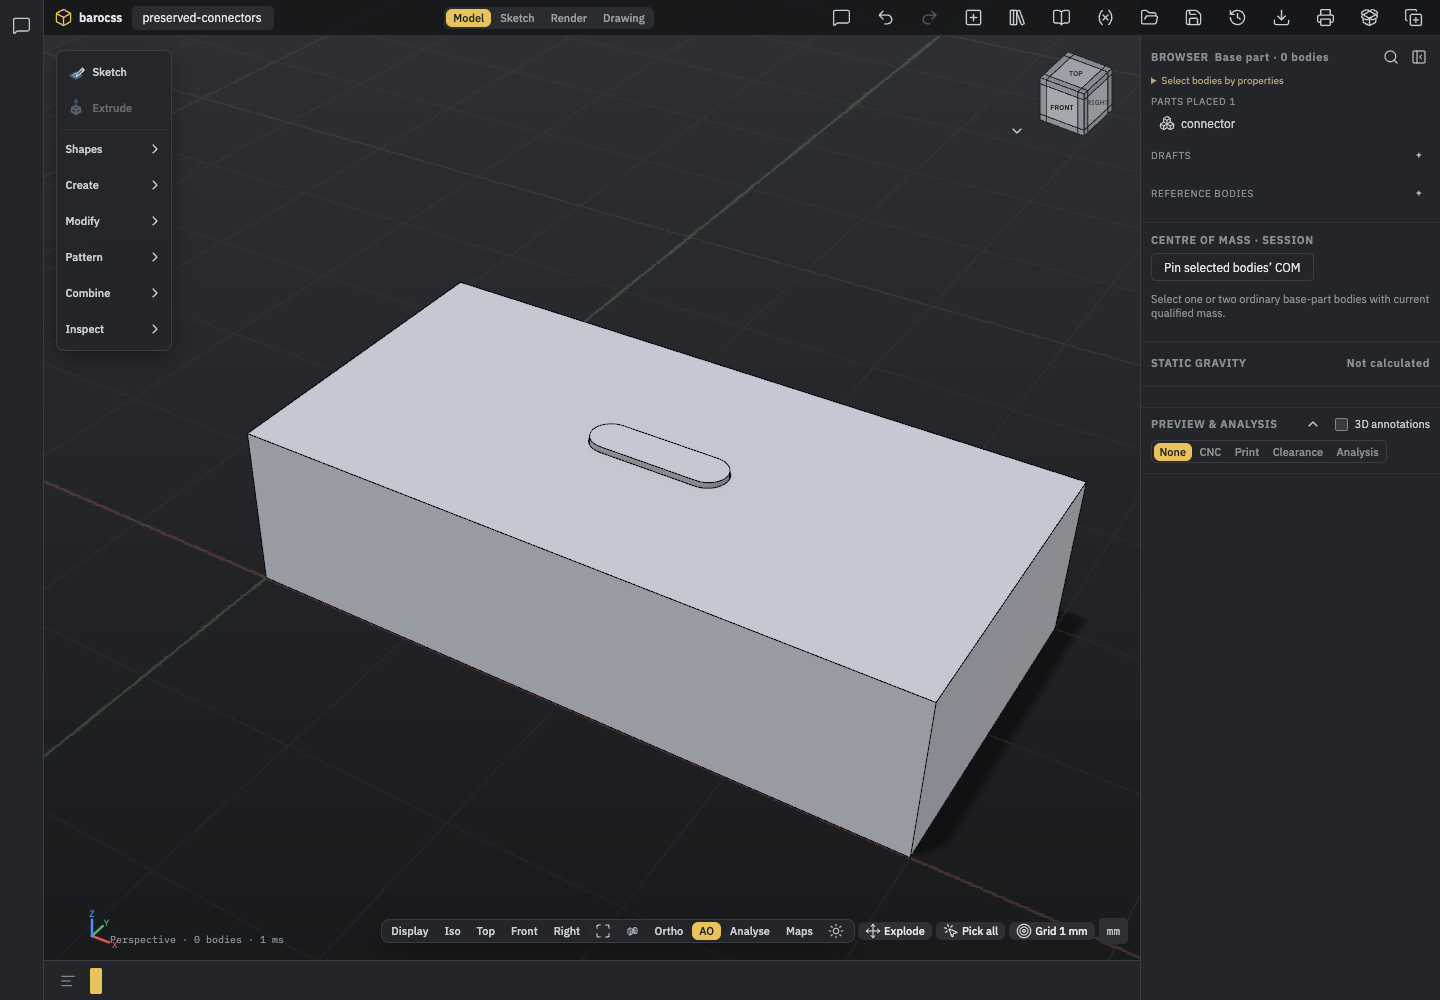 barocss
preserved-connectors
Model
Sketch
Render
Drawing
Sketch
Extrude
Shapes
Create
Modify
Pattern
Combine
Inspect
TOP
FRONT
RIGHT
BROWSER Base part · 0 bodies
Select bodies by properties
PARTS PLACED 1
connector
DRAFTS
REFERENCE BODIES
CENTRE OF MASS · SESSION
Pin selected bodies’ COM
Select one or two ordinary base-part bodies with current
qualified mass.
STATIC GRAVITY Not calculated
PREVIEW & ANALYSIS 3D annotations
None CNC Print Clearance Analysis
Z
Y
X
Perspective · 0 bodies · 1 ms
Display Iso Top Front Right Ortho AO Analyse Maps Explode Pick all Grid 1 mm mm